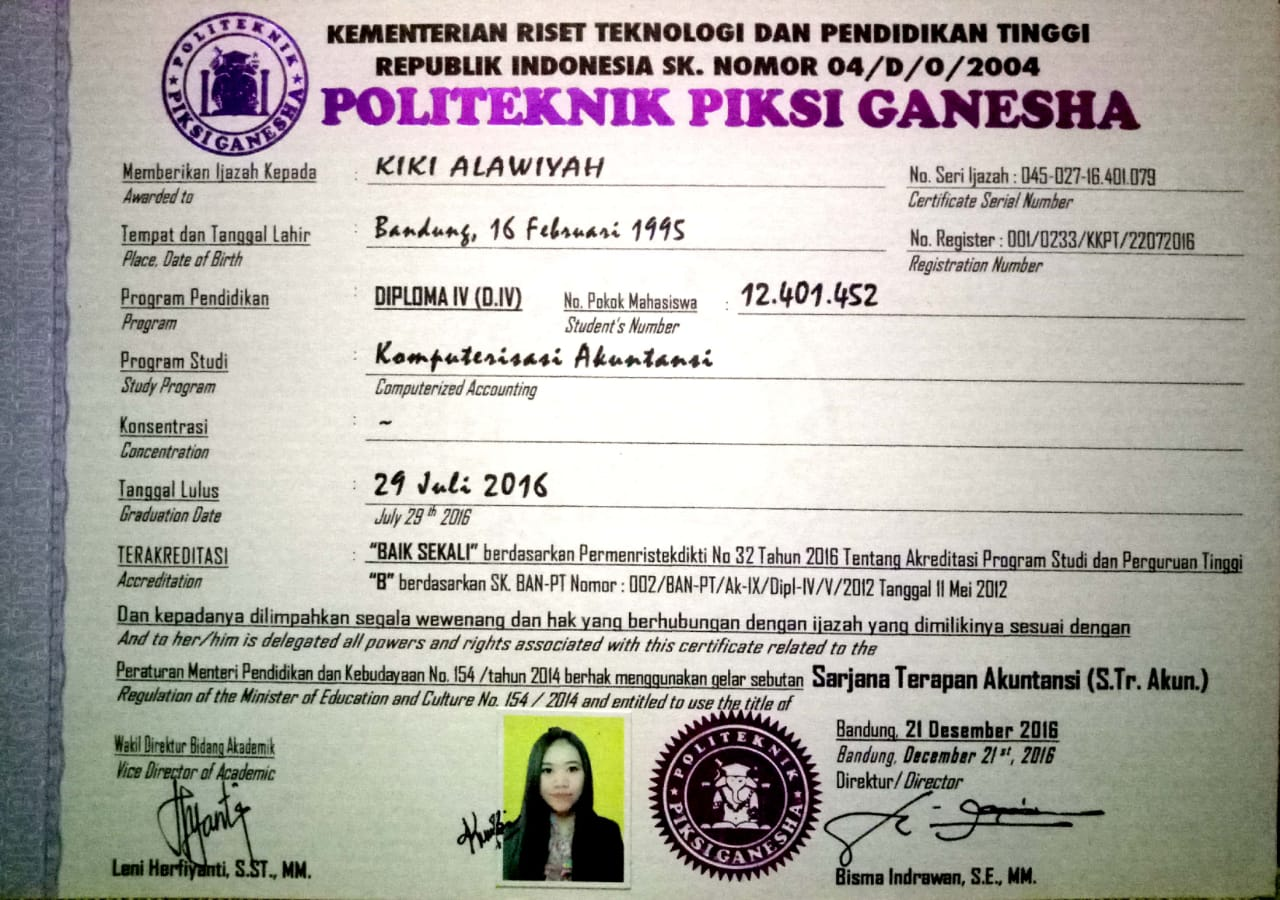 KEMENTERIAN RISET TEKNOLOGI DAN PENDIDIKAN TINGGI
REPUBLIK INDONESIA SK. NOMOR 04/D/O/2004
POLITEKNIK PIKSI GANESHA
POLITEKNIK PIKSI GANESHA
Memberikan Ijazah Kepada : KIKI ALAWIYAH
Awarded to
No. Seri Ijazah : 045-027-16.401.079
Certificate Serial Number
Tempat dan Tanggal Lahir : Bandung, 16 Februari 1995
Place, Date of Birth
No. Register : 001/0233/KKPT/22072016
Registration Number
Program Pendidikan : DIPLOMA IV (D.IV) No. Pokok Mahasiswa : 12.401.452
Program Student's Number
Program Studi : Komputerisasi Akuntansi
Study Program Computerized Accounting
Konsentrasi : ~
Concentration
Tanggal Lulus : 29 Juli 2016
Graduation Date July 29th 2016
TERAKREDITASI : "BAIK SEKALI" berdasarkan Permenristekdikti No 32 Tahun 2016 Tentang Akreditasi Program Studi dan Perguruan Tinggi
Accreditation "B" berdasarkan SK. BAN-PT Nomor : 002/BAN-PT/Ak-IX/Dipl-IV/V/2012 Tanggal 11 Mei 2012
Dan kepadanya dilimpahkan segala wewenang dan hak yang berhubungan dengan ijazah yang dimilikinya sesuai dengan
And to her/him is delegated all powers and rights associated with this certificate related to the
Peraturan Menteri Pendidikan dan Kebudayaan No. 154 /tahun 2014 berhak menggunakan gelar sebutan Sarjana Terapan Akuntansi (S.Tr. Akun.)
Regulation of the Minister of Education and Culture No. 154 / 2014 and entitled to use the title of
Wakil Direktur Bidang Akademik
Vice Director of Academic
Leni Herfiyanti, S.ST., MM.
POLITEKNIK PIKSI GANESHA
Bandung, 21 Desember 2016
Bandung, December 21st, 2016
Direktur/Director
Bisma Indrawan, S.E., MM.